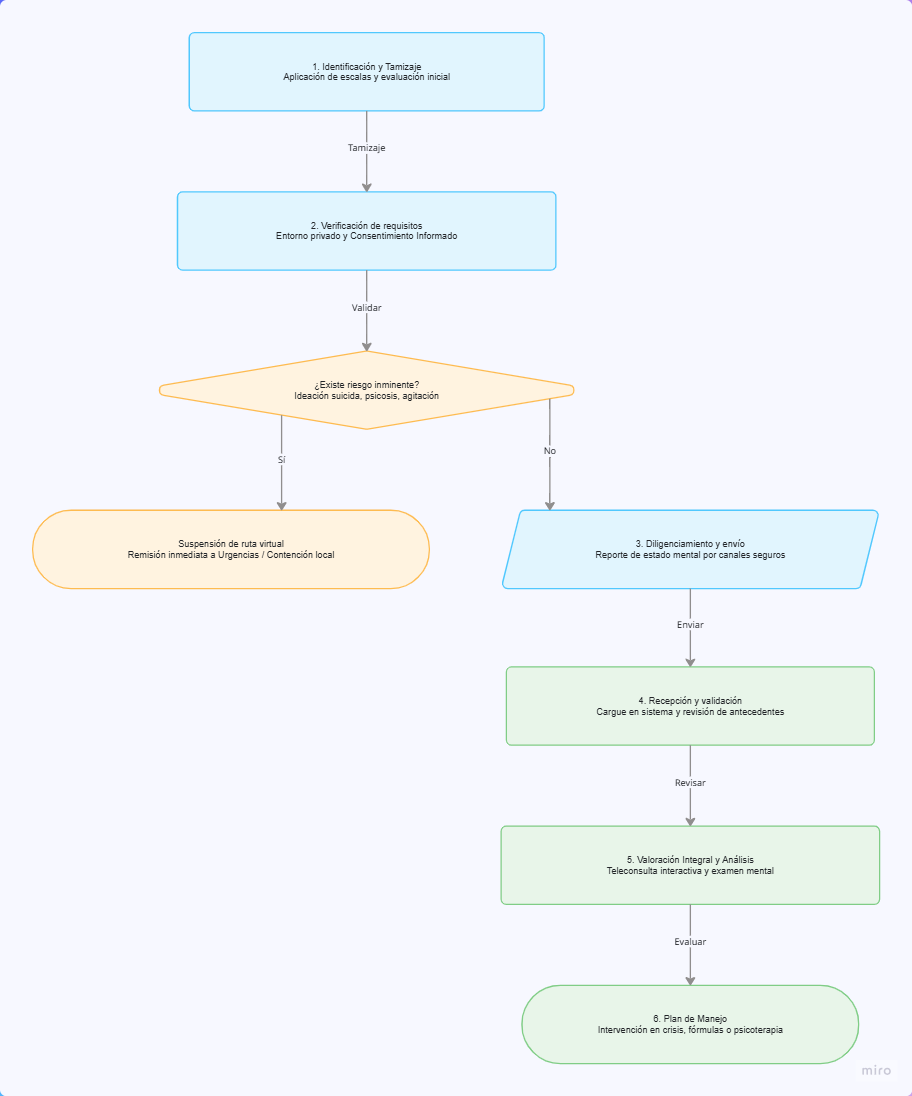 1. Identificación y Tamizaje
Aplicación de escalas y evaluación inicial
Tamizaje
2. Verificación de requisitos
Entorno privado y Consentimiento Informado
Validar
¿Existe riesgo inminente?
Ideación suicida, psicosis, agitación
Sí
No
Suspensión de ruta virtual
Remisión inmediata a Urgencias / Contención local
3. Diligenciamiento y envío
Reporte de estado mental por canales seguros
Enviar
4. Recepción y validación
Cargue en sistema y revisión de antecedentes
Revisar
5. Valoración Integral y Análisis
Teleconsulta interactiva y examen mental
Evaluar
6. Plan de Manejo
Intervención en crisis, fórmulas o psicoterapia
miro